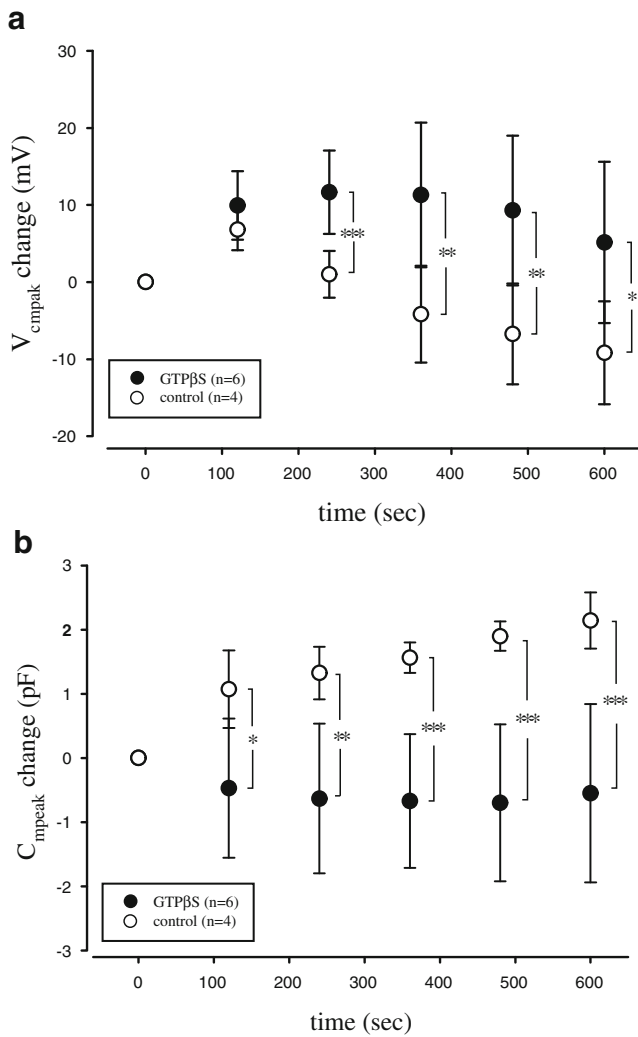 a
30
20
10
0
-10
-20
V_cmpak change (mV)
***
**
**
*
GTPβS (n=6)
control (n=4)
0 100 200 300 400 500 600
time (sec)
b
3
2
1
0
-1
-2
-3
C_mpeak change (pF)
*
**
***
***
***
GTPβS (n=6)
control (n=4)
0 100 200 300 400 500 600
time (sec)